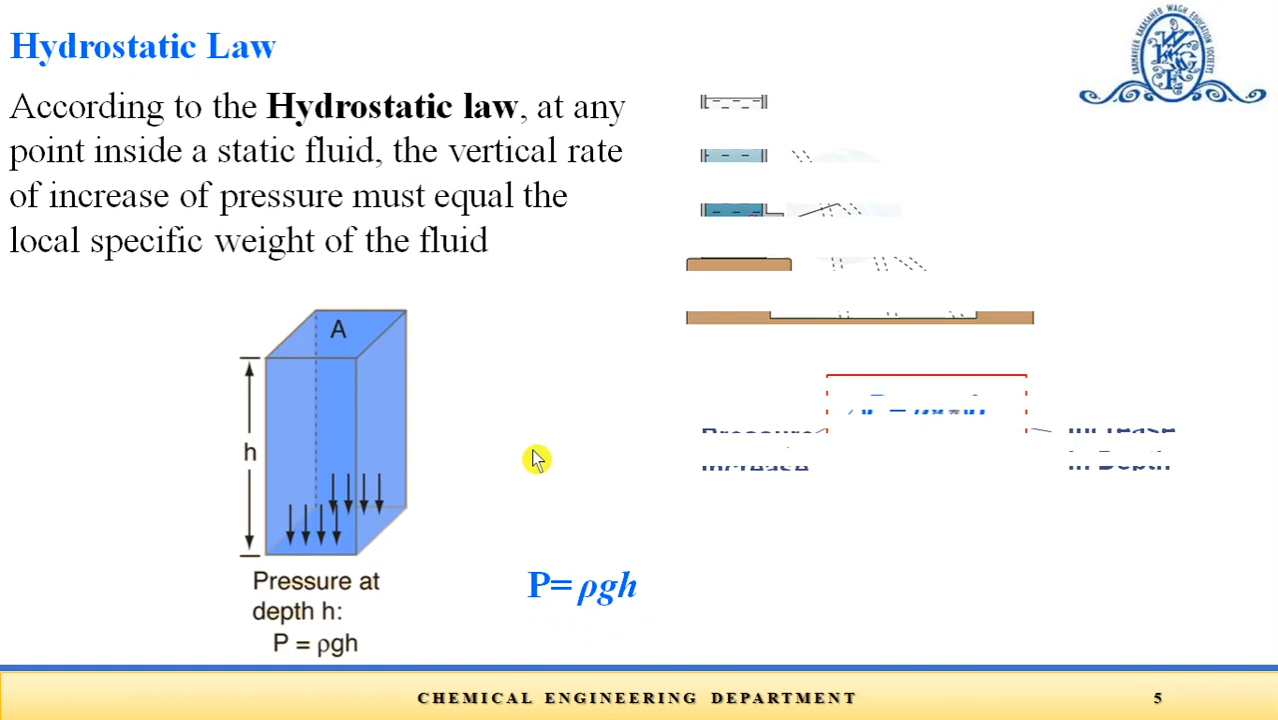 Hydrostatic Law
According to the Hydrostatic law, at any
point inside a static fluid, the vertical rate
of increase of pressure must equal the
local specific weight of the fluid
A
h
Pressure at
depth h:
P = ρgh
P= ρgh
Pressure
Increase
Increase
In Depth
CHEMICAL ENGINEERING DEPARTMENT
5